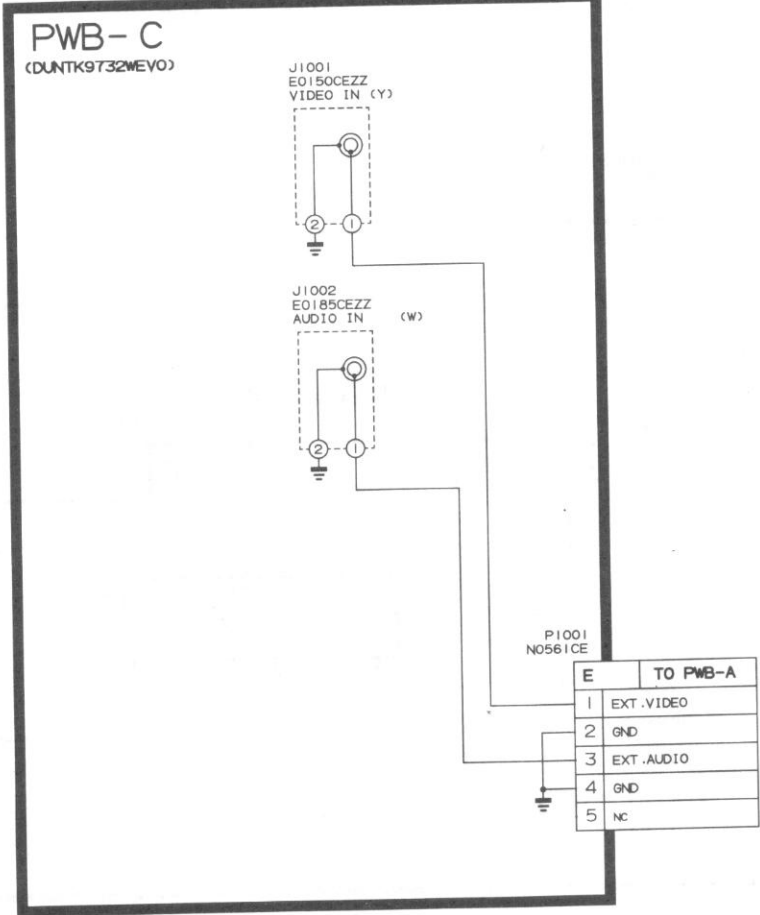 PWB-C
(DUNTK9732WEV0)
J1001
E0150CEZZ
VIDEO IN (Y)
2 1
J1002
E0185CEZZ
AUDIO IN (W)
2 1
P1001
N0561CE
E TO PWB-A
1 EXT.VIDEO
2 GND
3 EXT.AUDIO
4 GND
5 NC